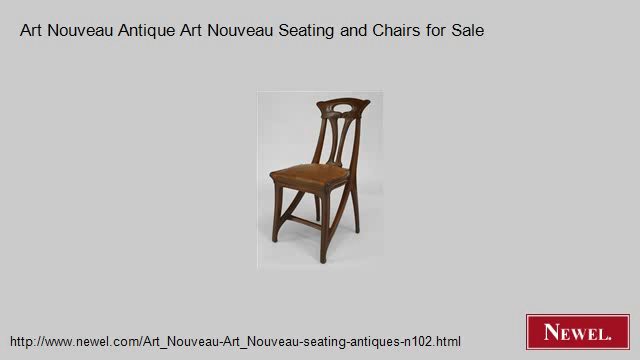 Art Nouveau Antique Art Nouveau Seating and Chairs for Sale
NEWEL.
http://www.newel.com/Art_Nouveau-Art_Nouveau-seating-antiques-n102.html